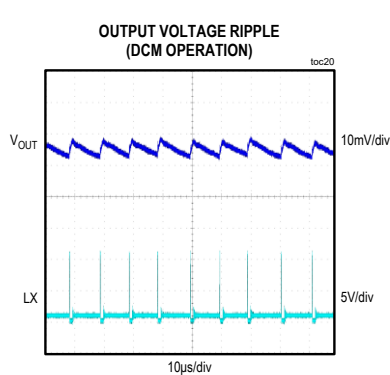 OUTPUT VOLTAGE RIPPLE
(DCM OPERATION)
toc20
VOUT
10mV/div
LX
5V/div
10µs/div